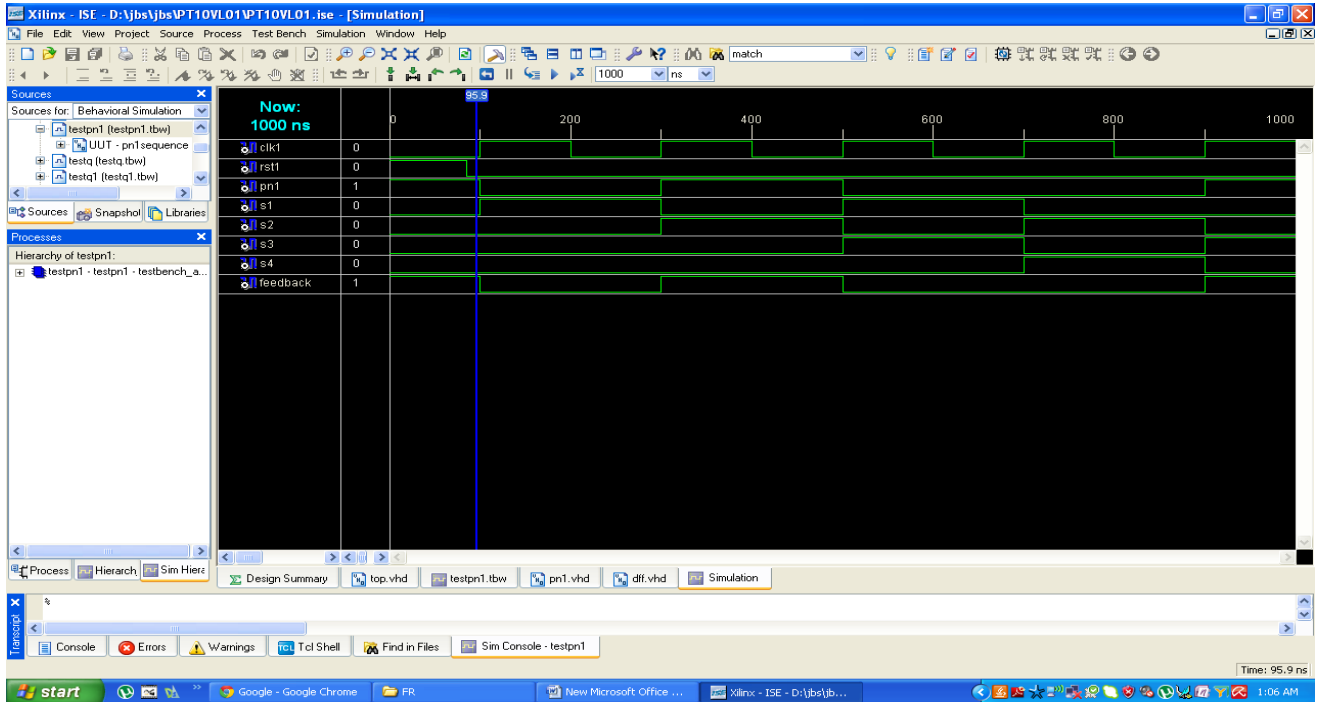 Xilinx - ISE - D:\jbs\jbs\PT10VL01\PT10VL01.ise - [Simulation]
File Edit View Project Source Process Test Bench Simulation Window Help
match
1000 ns
Sources
Sources for: Behavioral Simulation
testpn1 (testpn1.tbw)
UUT - pn1sequence
testq (testq.tbw)
testq1 (testq1.tbw)
Sources Snapshot Libraries
Processes
Hierarchy of testpn1:
testpn1 - testpn1 - testbench_a...
Process Hierarch Sim Hiera
Now:
1000 ns
95.9
0 200 400 600 800 1000
clk1 0
rst1 0
pn1 1
s1 0
s2 0
s3 0
s4 0
feedback 1
Design Summary top.vhd testpn1.tbw pn1.vhd dff.vhd Simulation
Transcript
%
Console Errors Warnings Tcl Shell Find in Files Sim Console - testpn1
Time: 95.9 ns
start Google - Google Chrome FR New Microsoft Office ... Xilinx - ISE - D:\jbs\jb... 1:06 AM